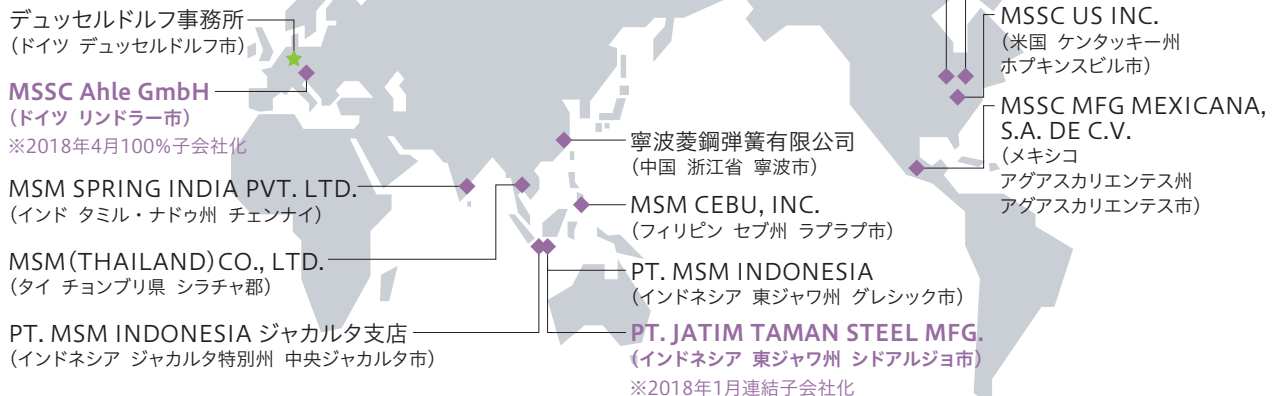 デュッセルドルフ事務所
（ドイツ デュッセルドルフ市）
MSSC Ahle GmbH
（ドイツ リンドラー市）
※2018年4月100%子会社化
MSM SPRING INDIA PVT. LTD.
（インド タミル・ナドゥ州 チェンナイ）
MSM（THAILAND）CO., LTD.
（タイ チョンブリ県 シラチャ郡）
PT. MSM INDONESIA ジャカルタ支店
（インドネシア ジャカルタ特別州 中央ジャカルタ市）
寧波菱鋼弾簧有限公司
（中国 浙江省 寧波市）
MSM CEBU, INC.
（フィリピン セブ州 ラプラプ市）
PT. MSM INDONESIA
（インドネシア 東ジャワ州 グレシック市）
PT. JATIM TAMAN STEEL MFG.
（インドネシア 東ジャワ州 シドアルジョ市）
※2018年1月連結子会社化
MSSC US INC.
（米国 ケンタッキー州
ホプキンスビル市）
MSSC MFG MEXICANA,
S.A. DE C.V.
（メキシコ
アグアスカリエンテス州
アグアスカリエンテス市）